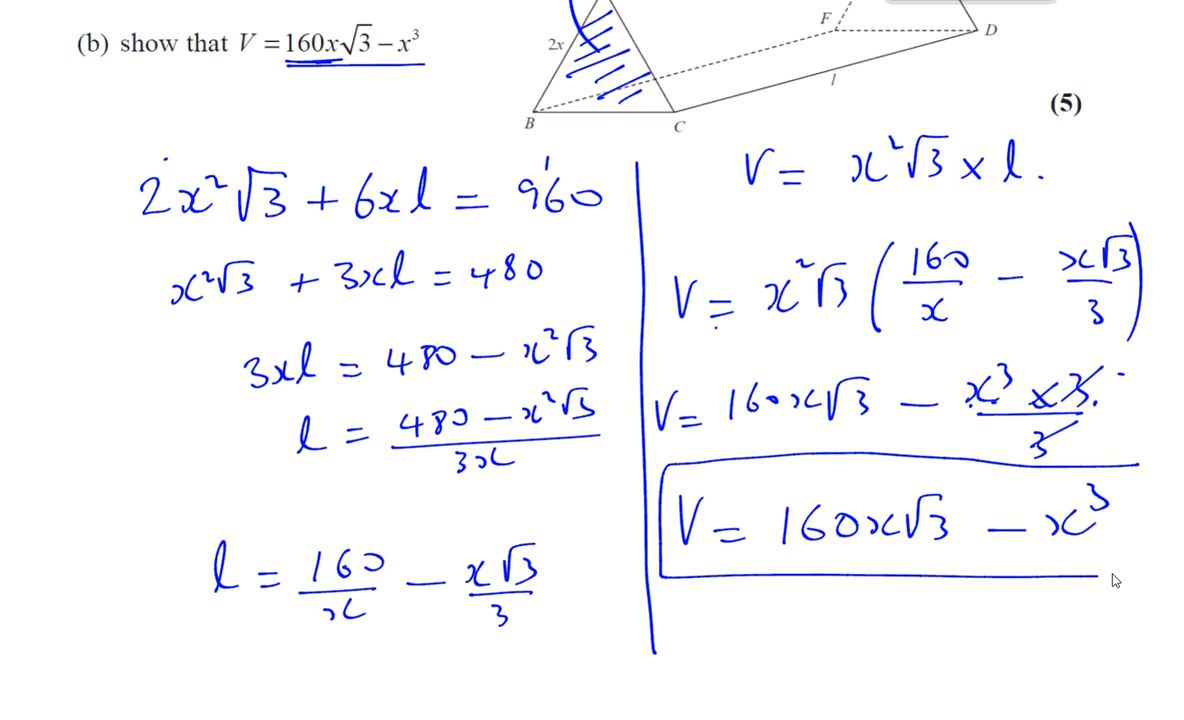 (b) show that V = 160x√3 – x³
2x
B
C
F
D
l
(5)
2x²√3 + 6xl = 960
x²√3 + 3xl = 480
3xl = 480 – x²√3
l = (480 – x²√3)/(3x)
l = 160/x – x√3/3
V = x²√3 × l.
V = x²√3 (160/x – x√3/3)
V = 160x√3 – (x³ × 3)/3
V = 160x√3 – x³